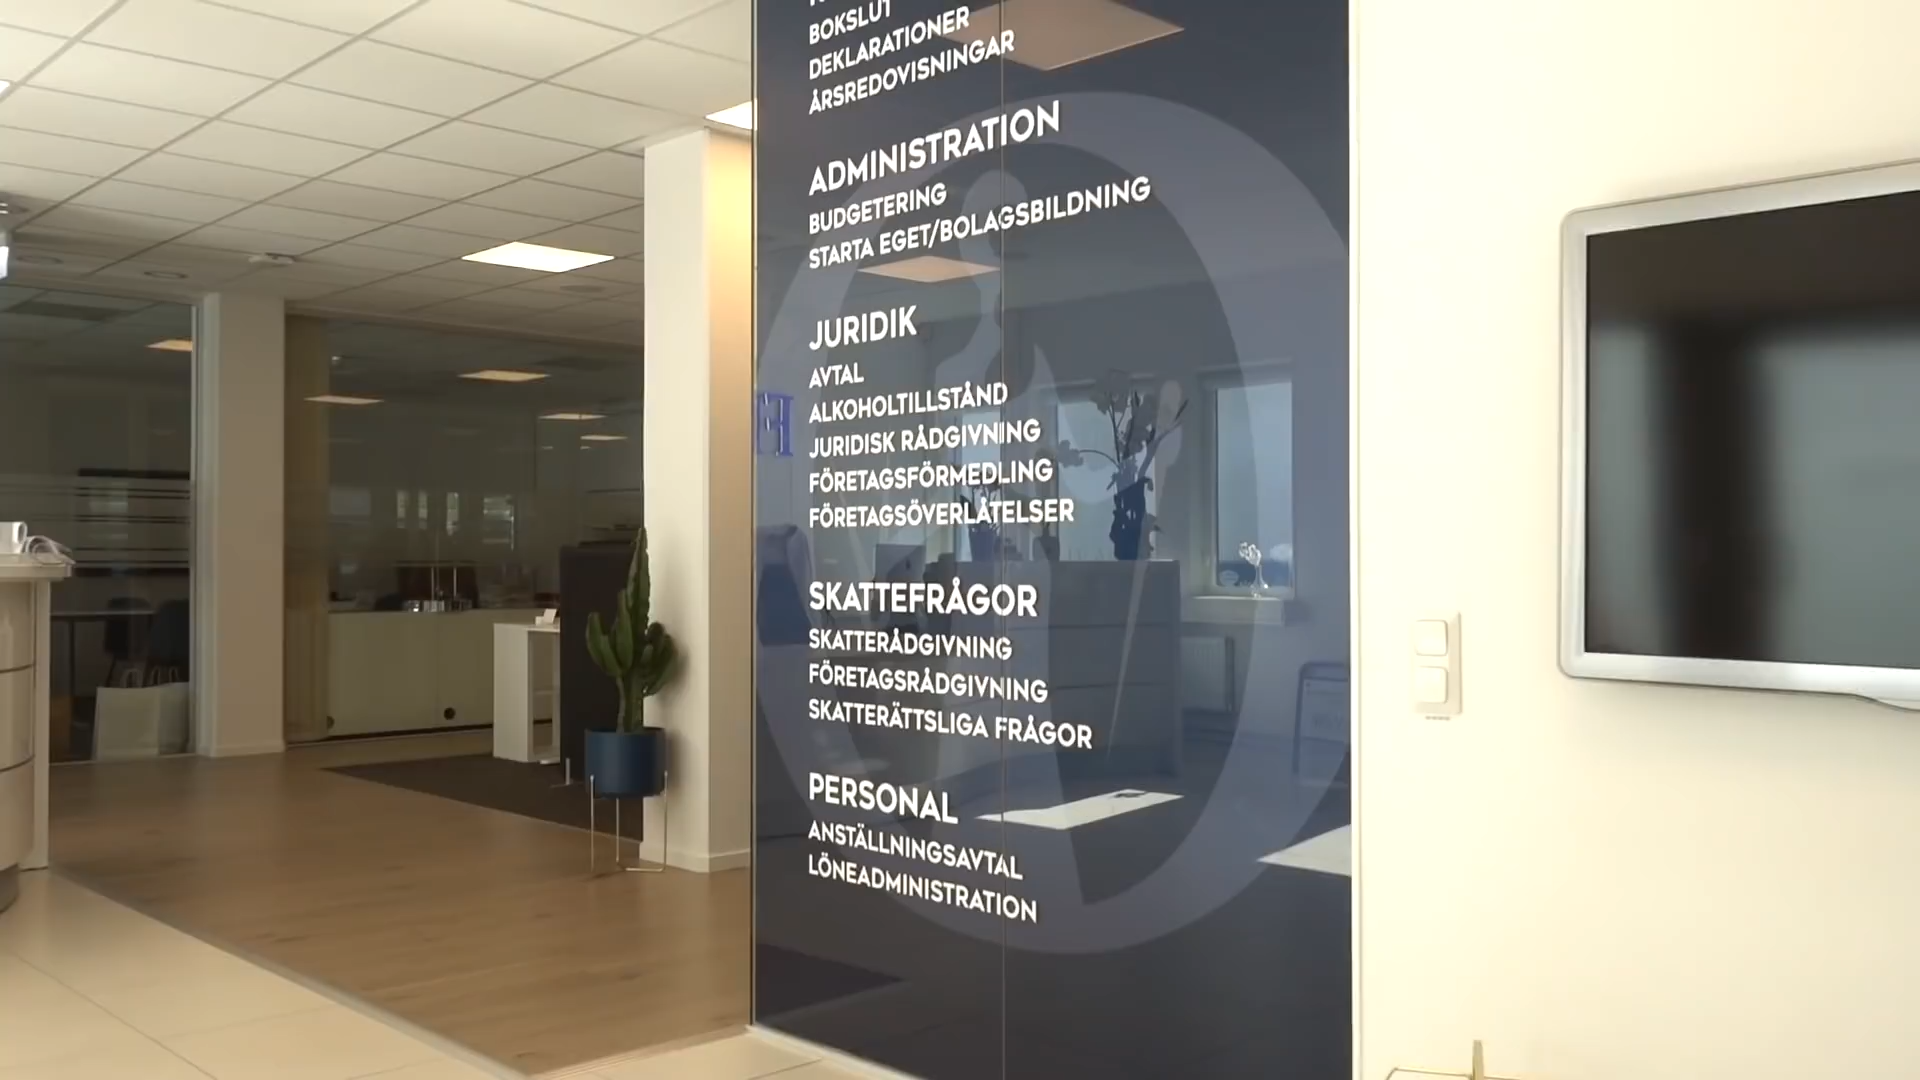 BOKSLUT
DEKLARATIONER
ÅRSREDOVISNINGAR
ADMINISTRATION
BUDGETERING
STARTA EGET/BOLAGSBILDNING
JURIDIK
AVTAL
ALKOHOLTILLSTÅND
JURIDISK RÅDGIVNING
FÖRETAGSFÖRMEDLING
FÖRETAGSÖVERLÅTELSER
SKATTEFRÅGOR
SKATTERÅDGIVNING
FÖRETAGSRÅDGIVNING
SKATTERÄTTSLIGA FRÅGOR
PERSONAL
ANSTÄLLNINGSAVTAL
LÖNEADMINISTRATION